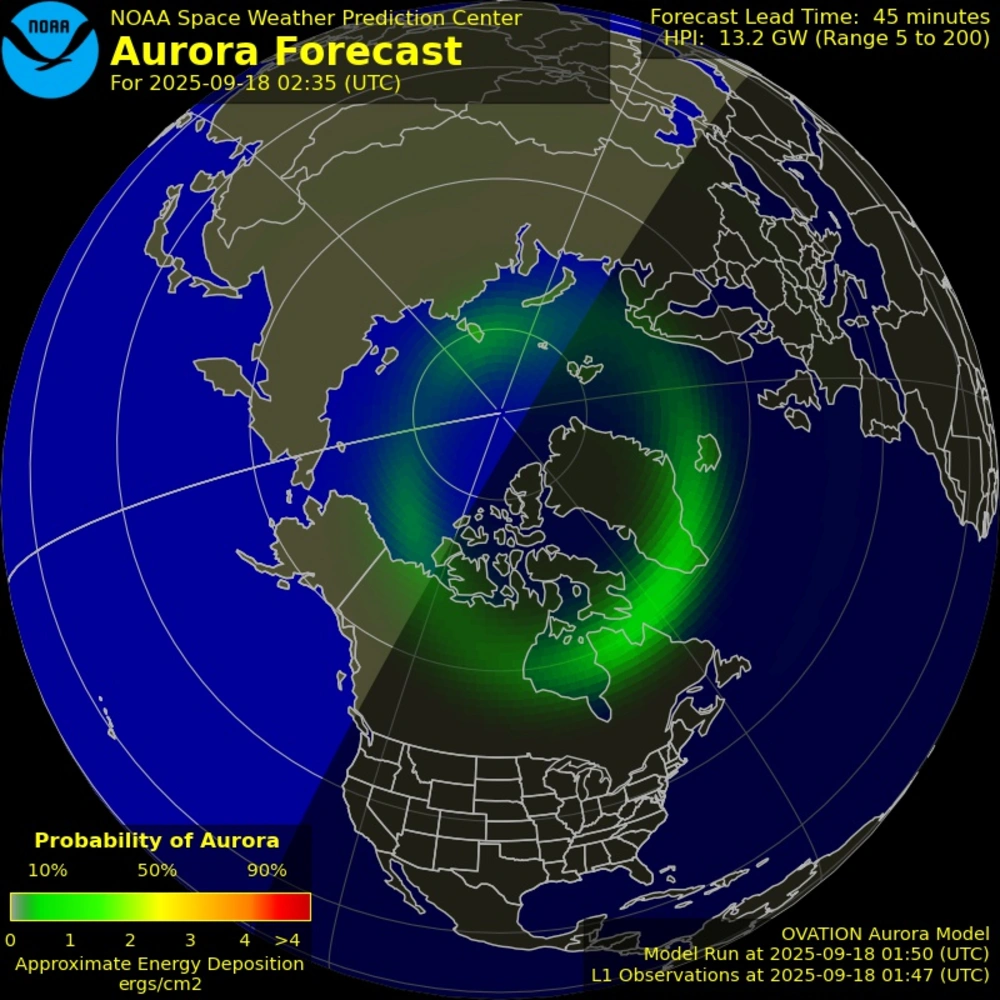 NOAA
NOAA Space Weather Prediction Center
Aurora Forecast
For 2025-09-18 02:35 (UTC)
Forecast Lead Time:  45 minutes
HPI:  13.2 GW (Range 5 to 200)
Probability of Aurora
10% 50% 90%
0 1 2 3 4 >4
Approximate Energy Deposition
ergs/cm2
OVATION Aurora Model
Model Run at 2025-09-18 01:50 (UTC)
L1 Observations at 2025-09-18 01:47 (UTC)